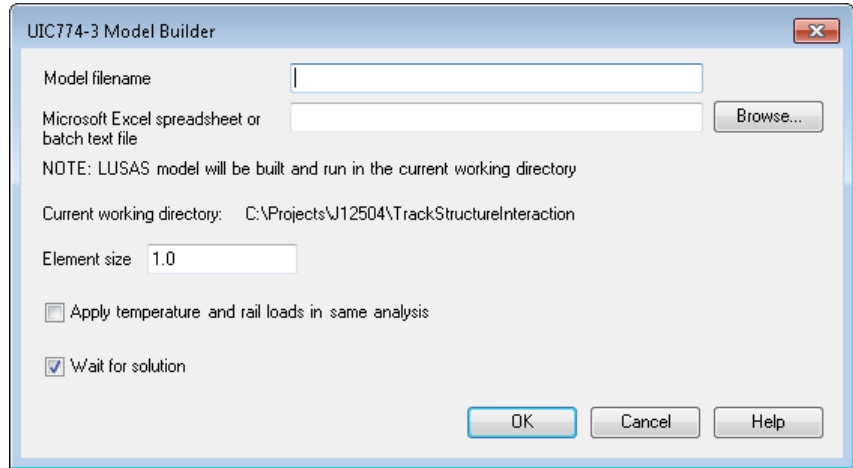 UIC774-3 Model Builder
Model filename
Microsoft Excel spreadsheet or
batch text file
Browse...
NOTE: LUSAS model will be built and run in the current working directory
Current working directory: C:\Projects\J12504\TrackStructureInteraction
Element size 1.0
Apply temperature and rail loads in same analysis
Wait for solution
OK Cancel Help